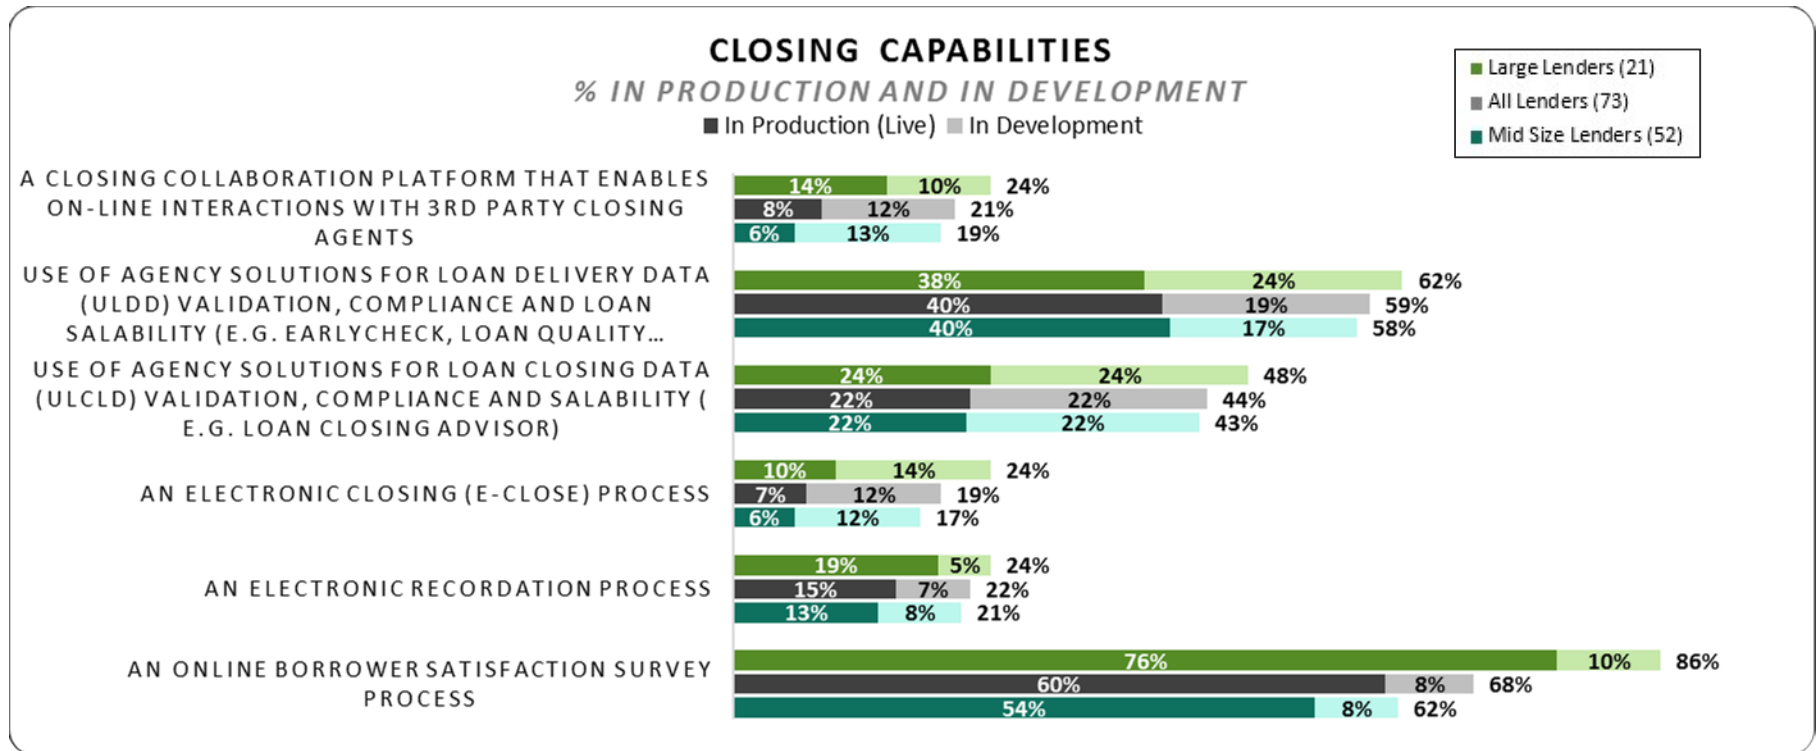 CLOSING CAPABILITIES
% IN PRODUCTION AND IN DEVELOPMENT
In Production (Live) In Development
Large Lenders (21)
All Lenders (73)
Mid Size Lenders (52)
A CLOSING COLLABORATION PLATFORM THAT ENABLES
ON-LINE INTERACTIONS WITH 3RD PARTY CLOSING
AGENTS
14% 10% 24%
8% 12% 21%
6% 13% 19%
USE OF AGENCY SOLUTIONS FOR LOAN DELIVERY DATA
(ULDD) VALIDATION, COMPLIANCE AND LOAN
SALABILITY (E.G. EARLYCHECK, LOAN QUALITY...
38% 24% 62%
40% 19% 59%
40% 17% 58%
USE OF AGENCY SOLUTIONS FOR LOAN CLOSING DATA
(ULCLD) VALIDATION, COMPLIANCE AND SALABILITY (
E.G. LOAN CLOSING ADVISOR)
24% 24% 48%
22% 22% 44%
22% 22% 43%
AN ELECTRONIC CLOSING (E-CLOSE) PROCESS
10% 14% 24%
7% 12% 19%
6% 12% 17%
AN ELECTRONIC RECORDATION PROCESS
19% 5% 24%
15% 7% 22%
13% 8% 21%
AN ONLINE BORROWER SATISFACTION SURVEY
PROCESS
76% 10% 86%
60% 8% 68%
54% 8% 62%